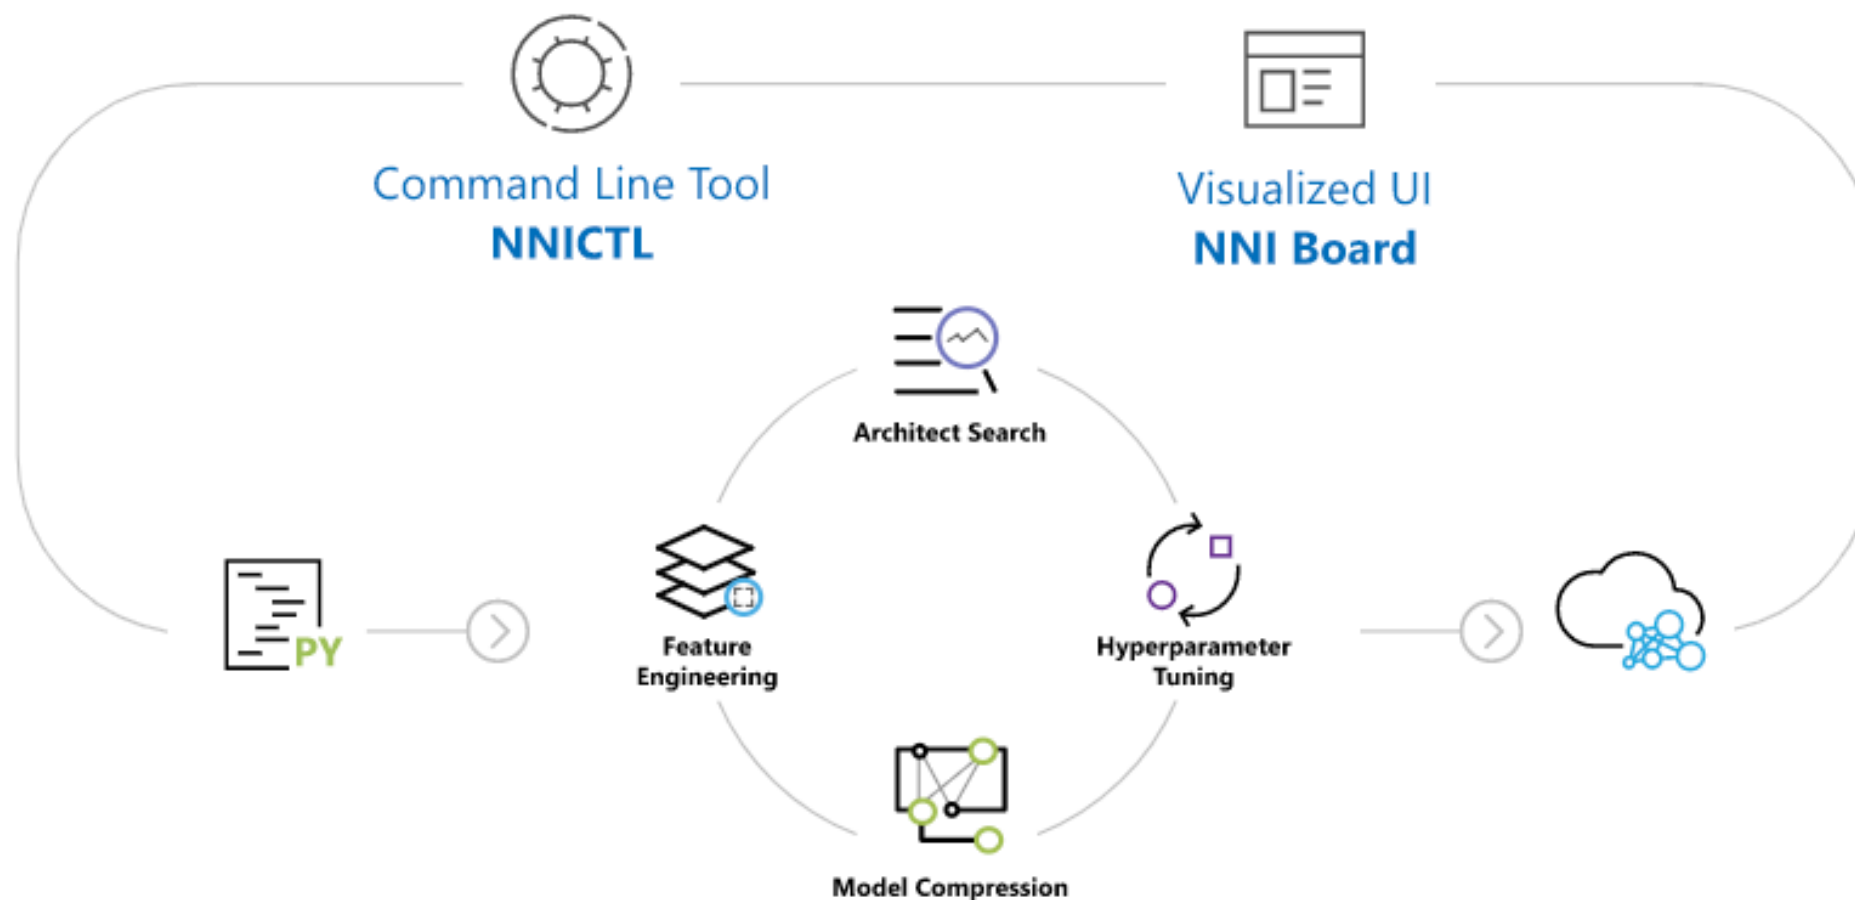 Command Line Tool
NNICTL
Visualized UI
NNI Board
Architect Search
PY
Feature
Engineering
Hyperparameter
Tuning
Model Compression